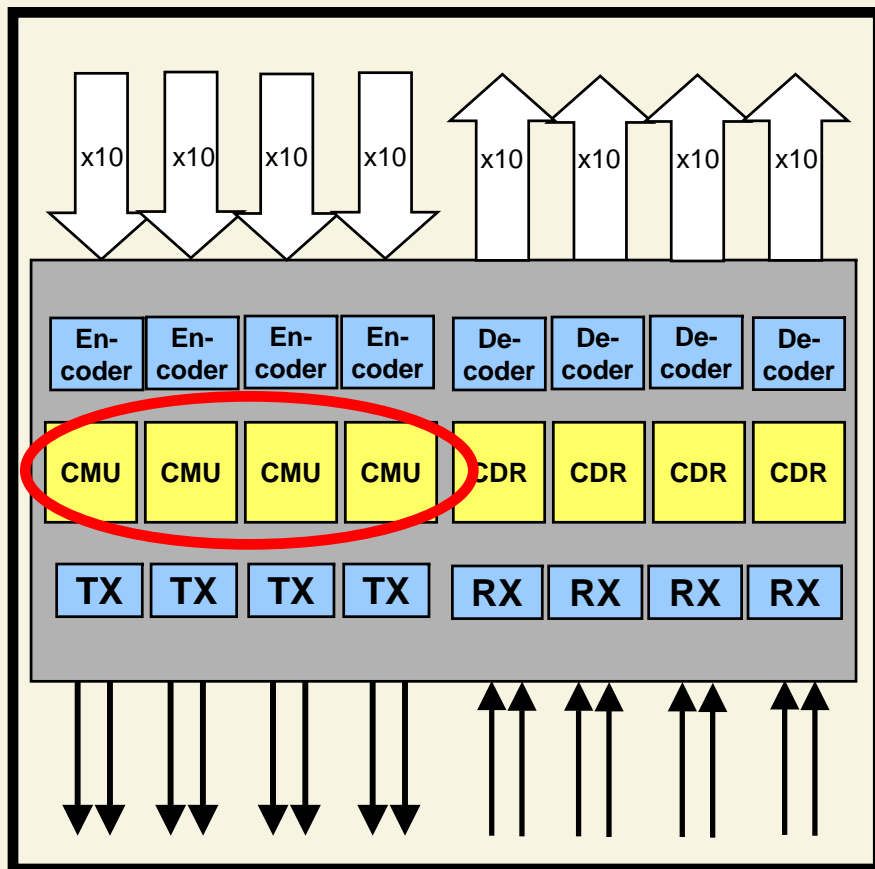 x10 x10 x10 x10 x10 x10 x10 x10
En- En- En- En- De- De- De- De-
coder coder coder coder coder coder coder coder
CMU CMU CMU CMU CDR CDR CDR CDR
TX TX TX TX RX RX RX RX